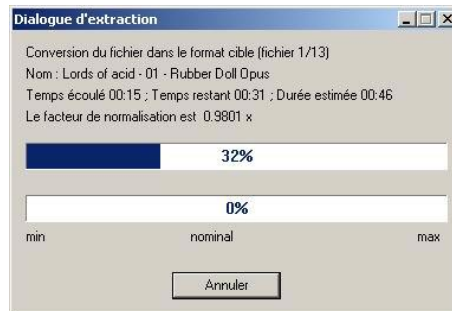 Dialogue d'extraction
Conversion du fichier dans le format cible (fichier 1/13)
Nom : Lords of acid - 01 - Rubber Doll Opus
Temps écoulé 00:15 ; Temps restant 00:31 ; Durée estimée 00:46
Le facteur de normalisation est 0.9801 x
32%
0%
min nominal max
Annuler